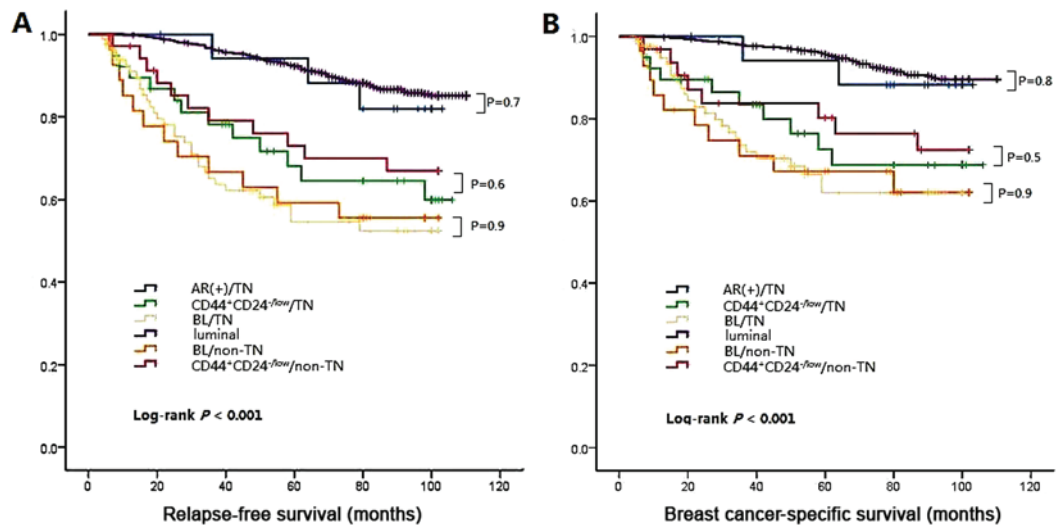 A
1.0
0.8
0.6
0.4
0.2
0.0
P=0.7
P=0.6
P=0.9
AR(+)/TN
CD44⁺CD24⁻/ˡᵒʷ/TN
BL/TN
luminal
BL/non-TN
CD44⁺CD24⁻/ˡᵒʷ/non-TN
Log-rank P < 0.001
0 20 40 60 80 100 120
Relapse-free survival (months)
B
1.0
0.8
0.6
0.4
0.2
0.0
P=0.8
P=0.5
P=0.9
AR(+)/TN
CD44⁺CD24⁻/ˡᵒʷ/TN
BL/TN
luminal
BL/non-TN
CD44⁺CD24⁻/ˡᵒʷ/non-TN
Loq-rank P < 0.001
0 20 40 60 80 100 120
Breast cancer-specific survival (months)